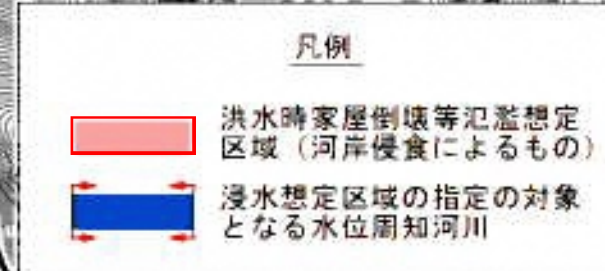 凡例
洪水時家屋倒壊等氾濫想定
区域（河岸侵食によるもの）
浸水想定区域の指定の対象
となる水位周知河川